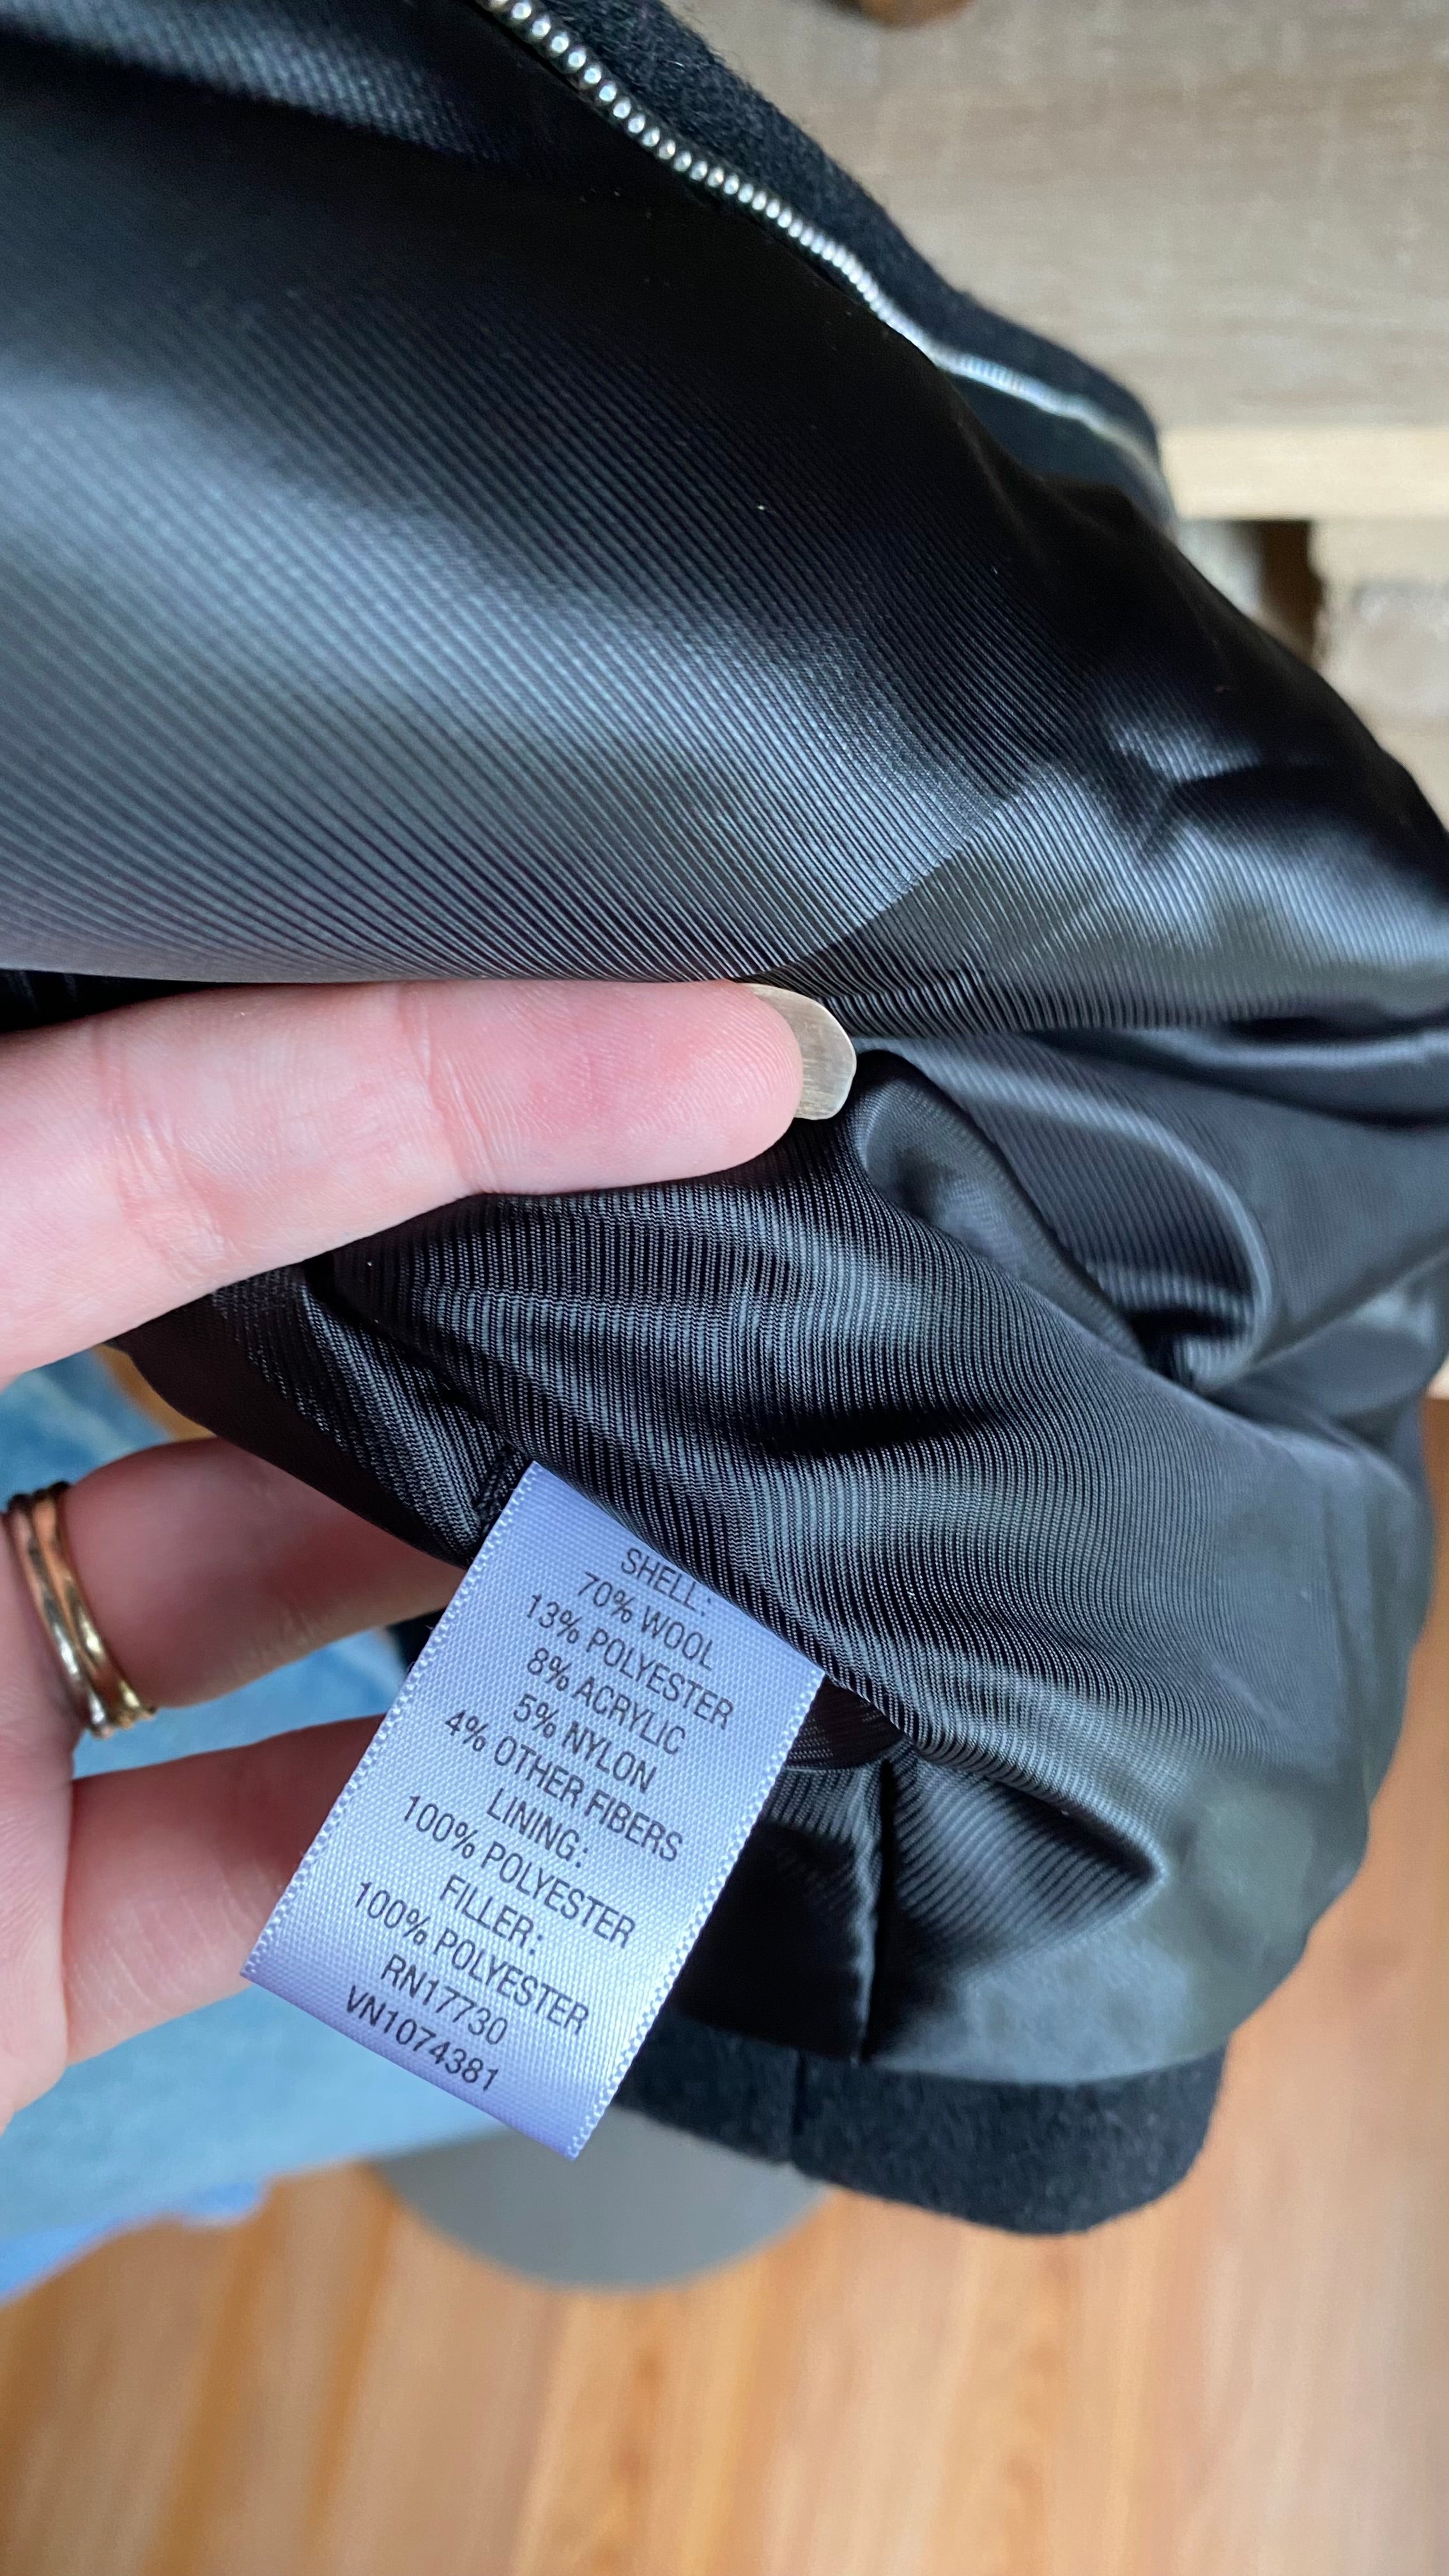 SHELL:
70% WOOL
13% POLYESTER
8% ACRYLIC
5% NYLON
4% OTHER FIBERS
LINING:
100% POLYESTER
FILLER:
100% POLYESTER
RN17730
VN1074381